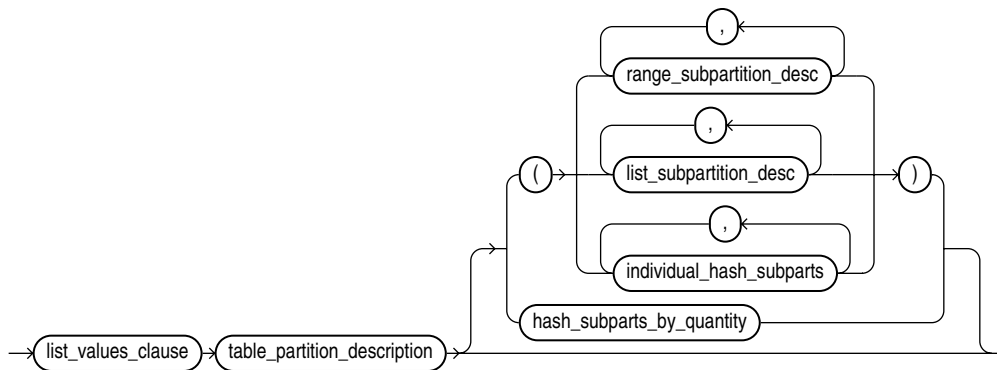 ,
range_subpartition_desc
,
( list_subpartition_desc )
,
individual_hash_subparts
hash_subparts_by_quantity
list_values_clause table_partition_description